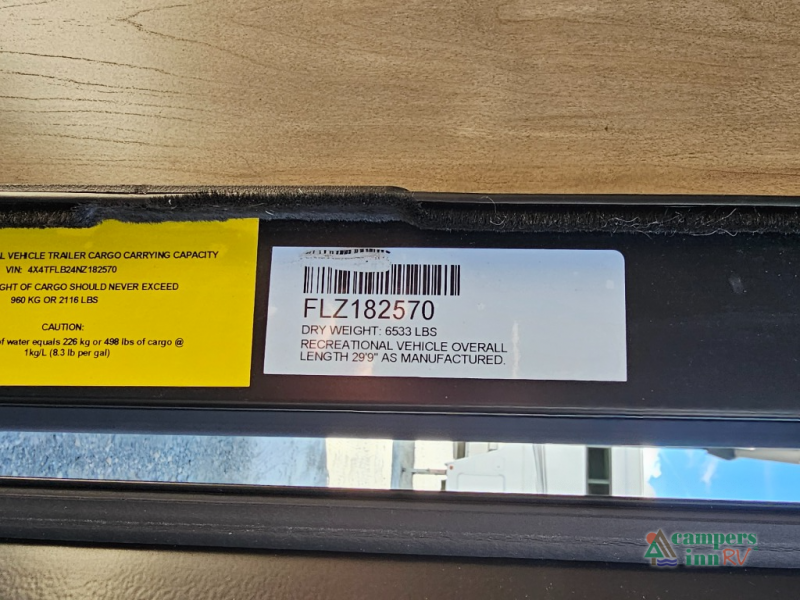 L VEHICLE TRAILER CARGO CARRYING CAPACITY
VIN: 4X4TFLB24NZ182570
GHT OF CARGO SHOULD NEVER EXCEED
960 KG OR 2116 LBS
CAUTION:
of water equals 226 kg or 498 lbs of cargo @
1kg/L (8.3 lb per gal)
FLZ182570
DRY WEIGHT: 6533 LBS
RECREATIONAL VEHICLE OVERALL
LENGTH 29'9" AS MANUFACTURED.
campers
inn RV